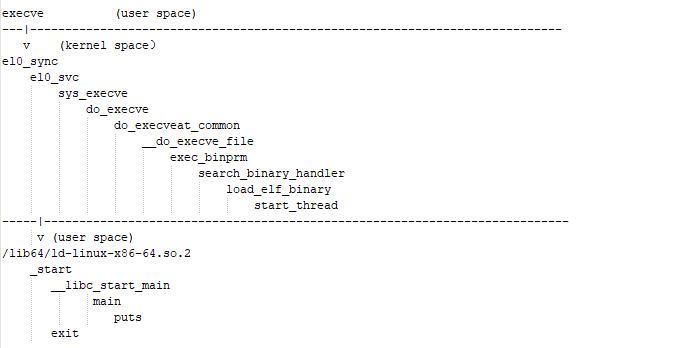 execve          (user space)
---|----------------------------------------------------------------------------
   v    (kernel space)
el0_sync
    el0_svc
        sys_execve
            do_execve
                do_execveat_common
                    __do_execve_file
                        exec_binprm
                            search_binary_handler
                                load_elf_binary
                                    start_thread
-----|---------------------------------------------------------------------------
     v (user space)
/lib64/ld-linux-x86-64.so.2
    _start
       __libc_start_main
             main
                puts
       exit